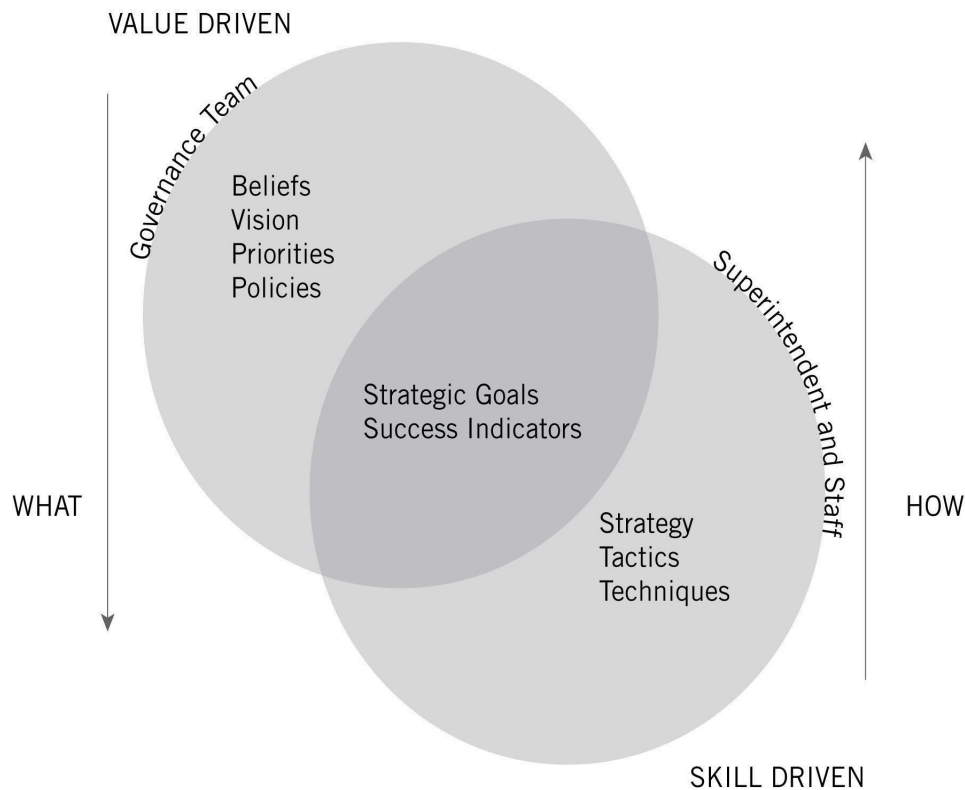 VALUE DRIVEN
Governance Team
Beliefs
Vision
Priorities
Policies
Superintendent and Staff
Strategic Goals
Success Indicators
WHAT
HOW
Strategy
Tactics
Techniques
SKILL DRIVEN